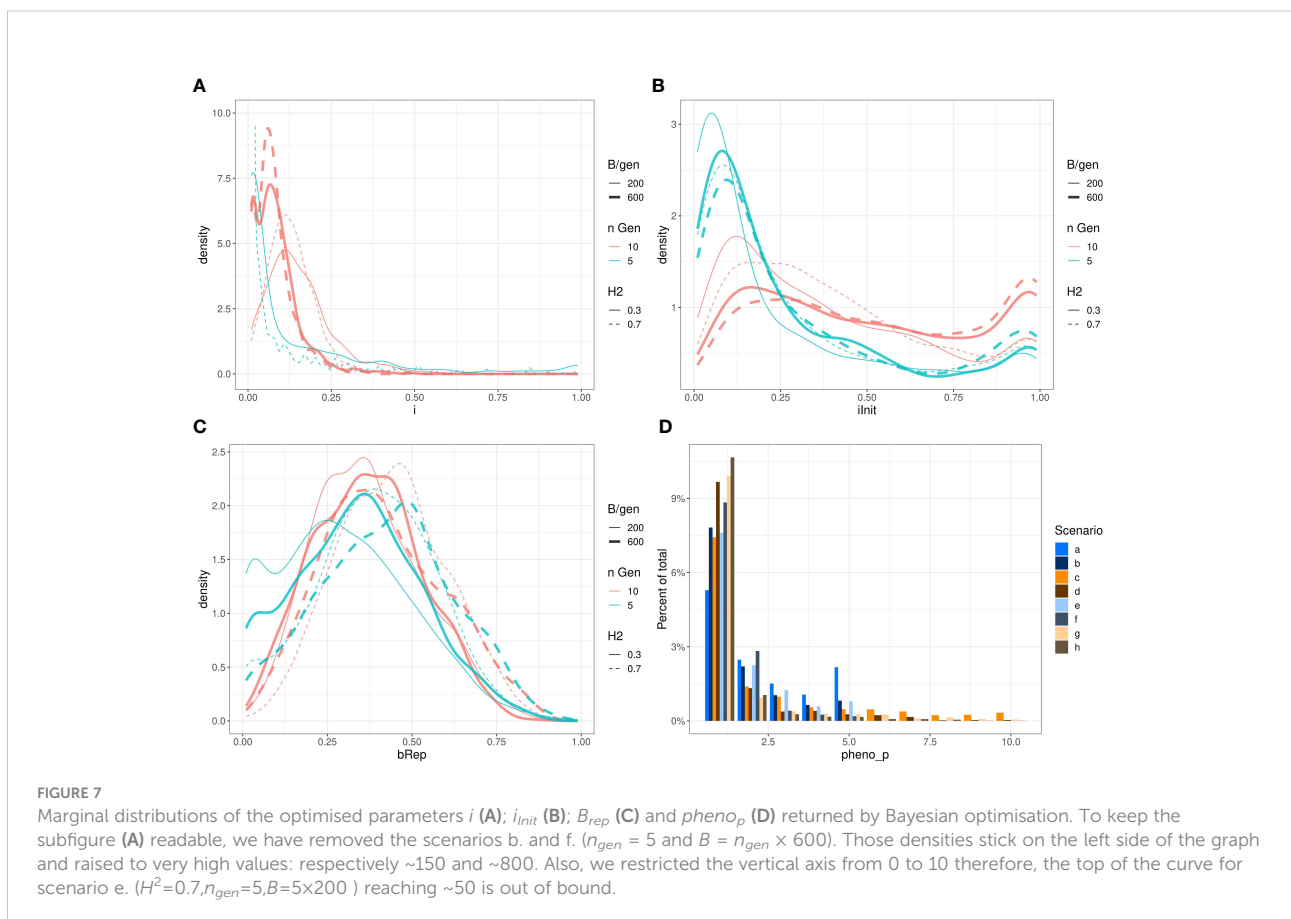 A
10.0
7.5
5.0
2.5
0.0
density
0.00 0.25 0.50 0.75 1.00
i
B/gen
200
600
n Gen
10
5
H2
0.3
0.7
B
3
2
1
density
0.00 0.25 0.50 0.75 1.00
iInit
B/gen
200
600
n Gen
10
5
H2
0.3
0.7
C
2.5
2.0
1.5
1.0
0.5
0.0
density
0.00 0.25 0.50 0.75 1.00
bRep
B/gen
200
600
n Gen
10
5
H2
0.3
0.7
D
9%
6%
3%
0%
Percent of total
2.5 5.0 7.5 10.0
pheno_p
Scenario
a
b
c
d
e
f
g
h
FIGURE 7
Marginal distributions of the optimised parameters i (A); iInit (B); Brep (C) and phenop (D) returned by Bayesian optimisation. To keep the
subfigure (A) readable, we have removed the scenarios b. and f. (ngen = 5 and B = ngen × 600). Those densities stick on the left side of the graph
and raised to very high values: respectively ~150 and ~800. Also, we restricted the vertical axis from 0 to 10 therefore, the top of the curve for
scenario e. (H²=0.7,ngen=5,B=5×200 ) reaching ~50 is out of bound.